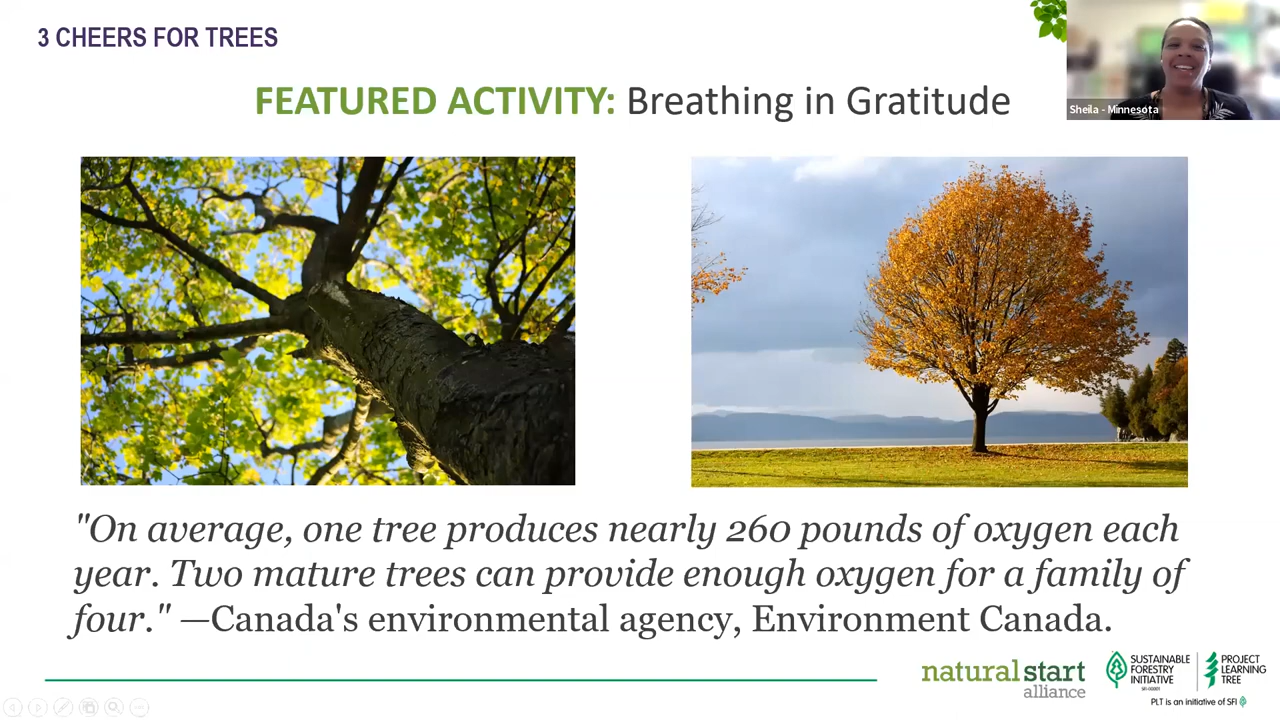 3 CHEERS FOR TREES
Sheila - Minnesota
FEATURED ACTIVITY: Breathing in Gratitude
"On average, one tree produces nearly 260 pounds of oxygen each
year. Two mature trees can provide enough oxygen for a family of
four." —Canada's environmental agency, Environment Canada.
natural start
alliance
SUSTAINABLE
FORESTRY
INITIATIVE
SFI-00001
PROJECT
LEARNING
TREE
PLT is an initiative of SFI